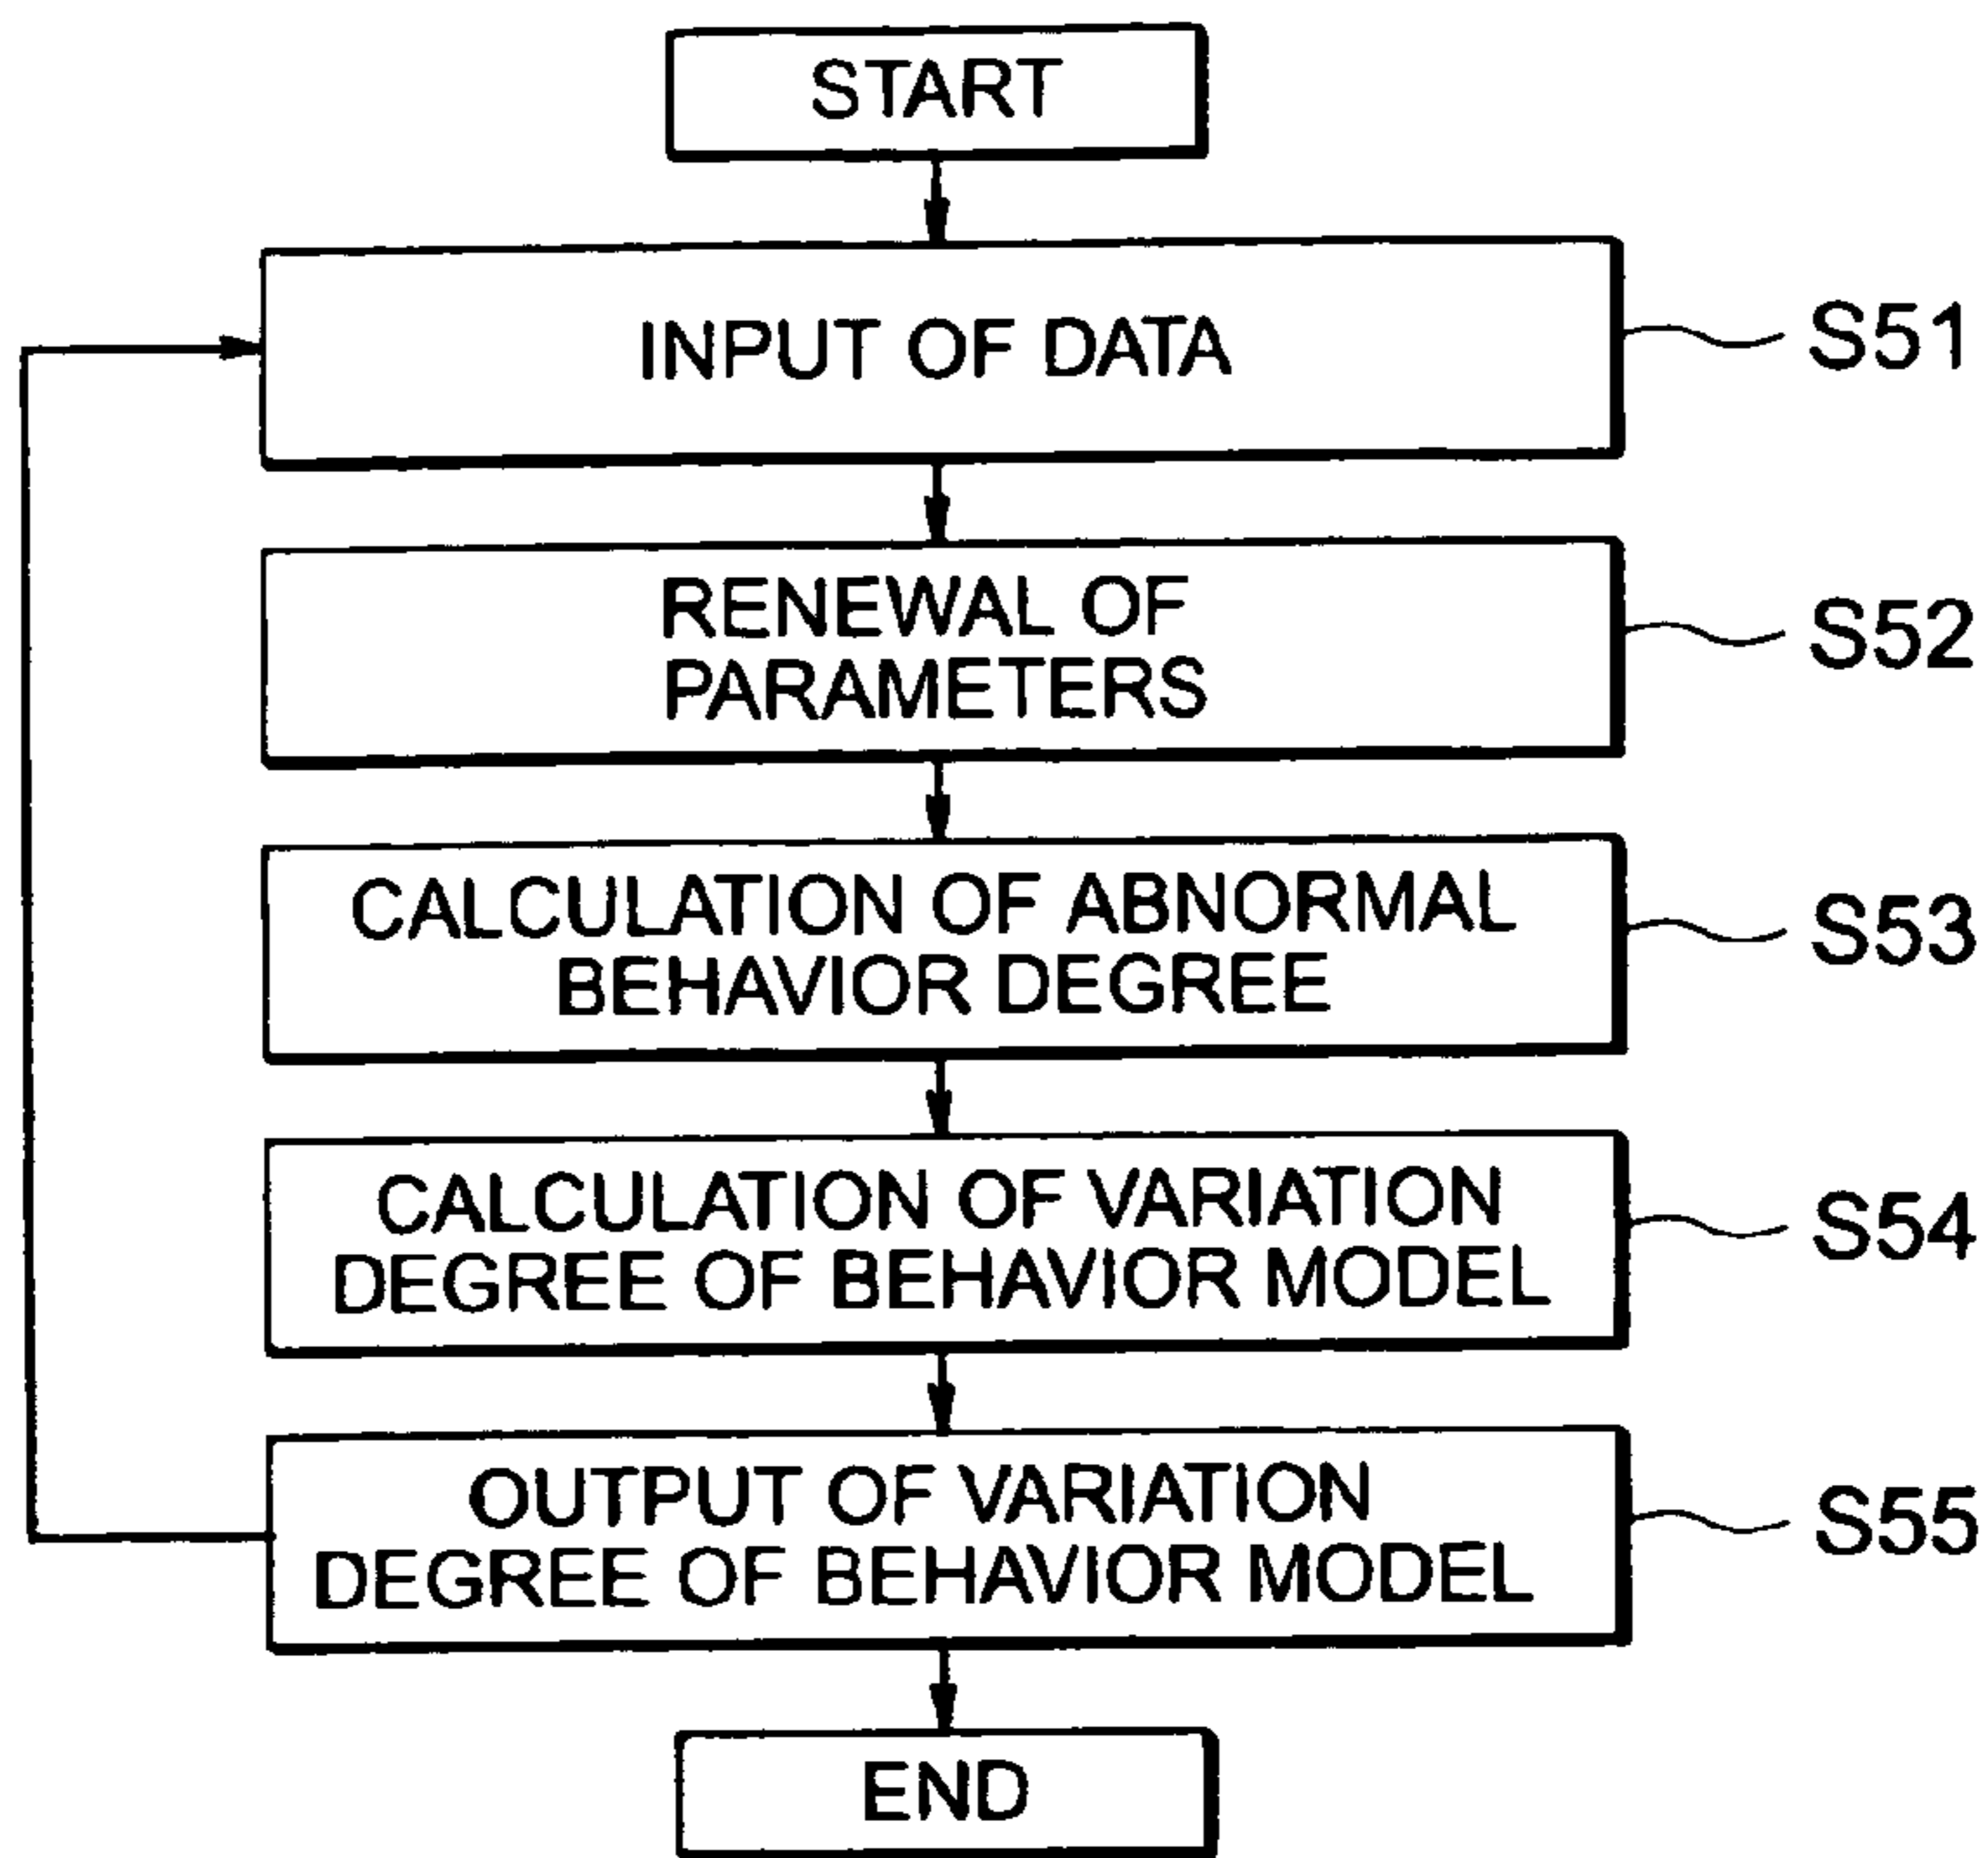 START
INPUT OF DATA
S51
RENEWAL OF
PARAMETERS
S52
CALCULATION OF ABNORMAL
BEHAVIOR DEGREE
S53
CALCULATION OF VARIATION
DEGREE OF BEHAVIOR MODEL
S54
OUTPUT OF VARIATION
DEGREE OF BEHAVIOR MODEL
S55
END